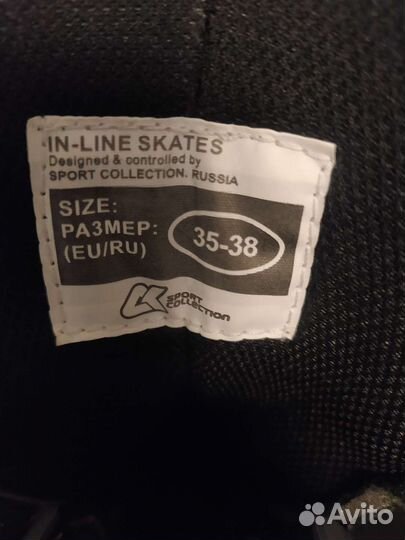 IN-LINE SKATES
Designed & controlled by
SPORT COLLECTION. RUSSIA
SIZE:
РАЗМЕР:
(EU/RU)
35-38
SPORT
COLLECTION
Avito